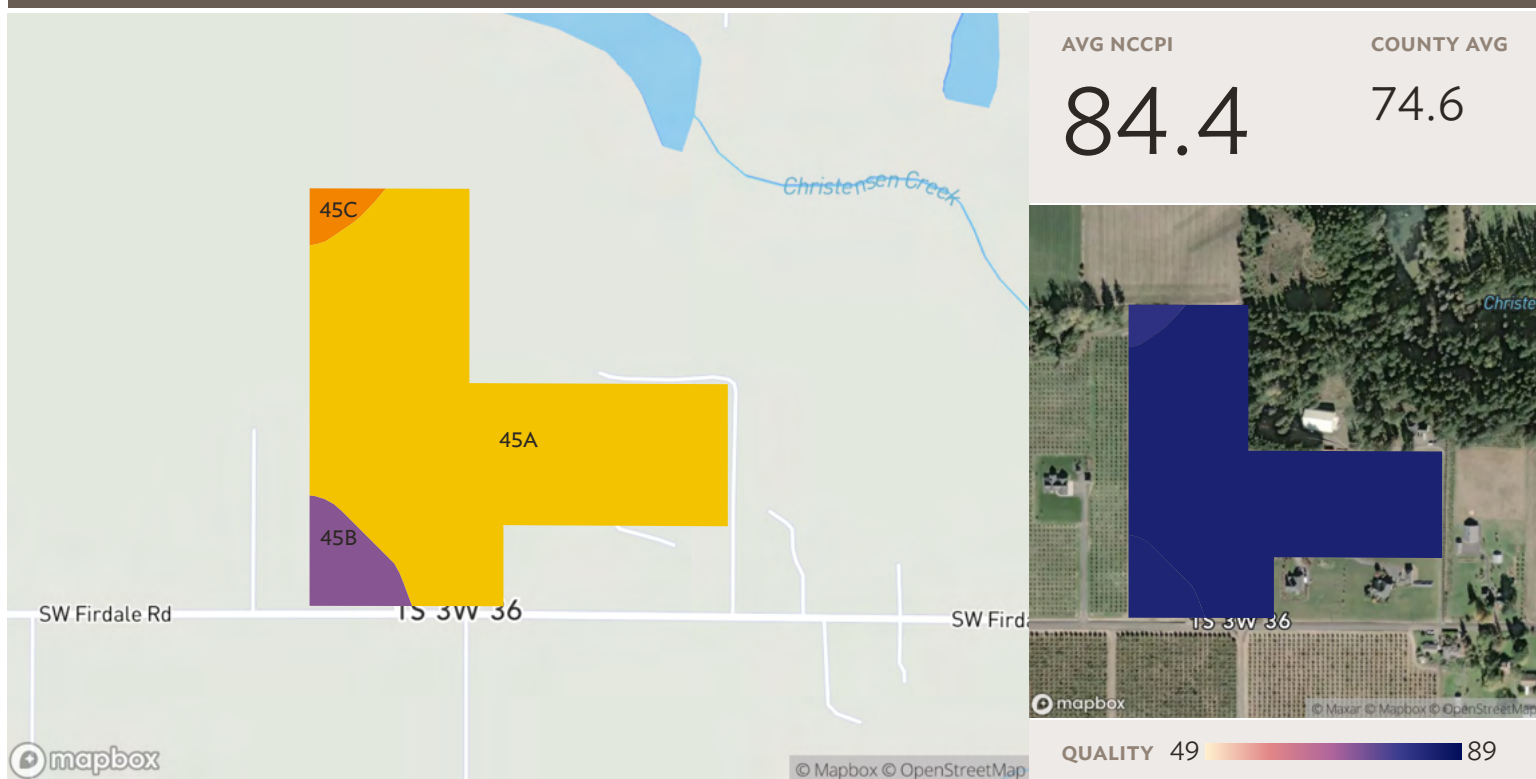 AVG NCCPI
COUNTY AVG
84.4
74.6
Christensen Creek
45C
45A
45B
SW Firdale Rd
1S 3W 36
SW Firda
mapbox
© Mapbox © OpenStreetMap
Christe
1S 3W 36
mapbox
© Maxar © Mapbox © OpenStreetMap
QUALITY 49 89